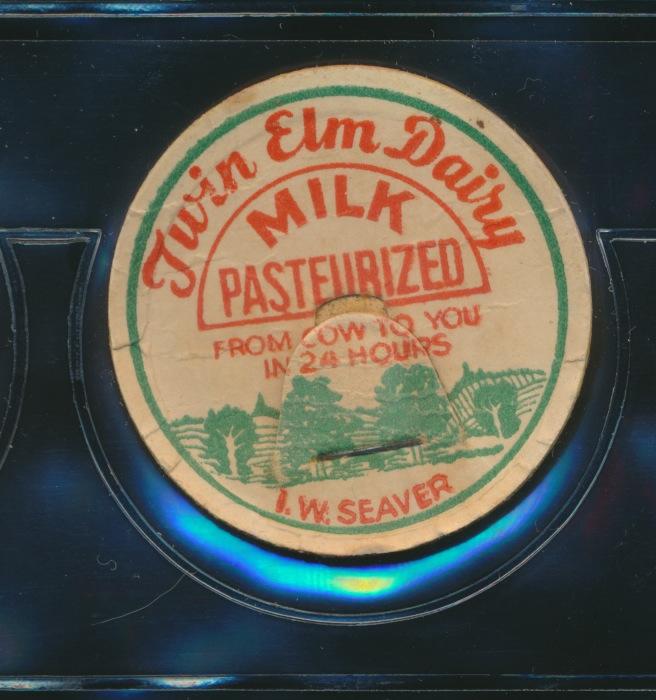 Twin Elm Dairy
MILK
PASTEURIZED
FROM COW TO YOU
IN 24 HOURS
I. W. SEAVER